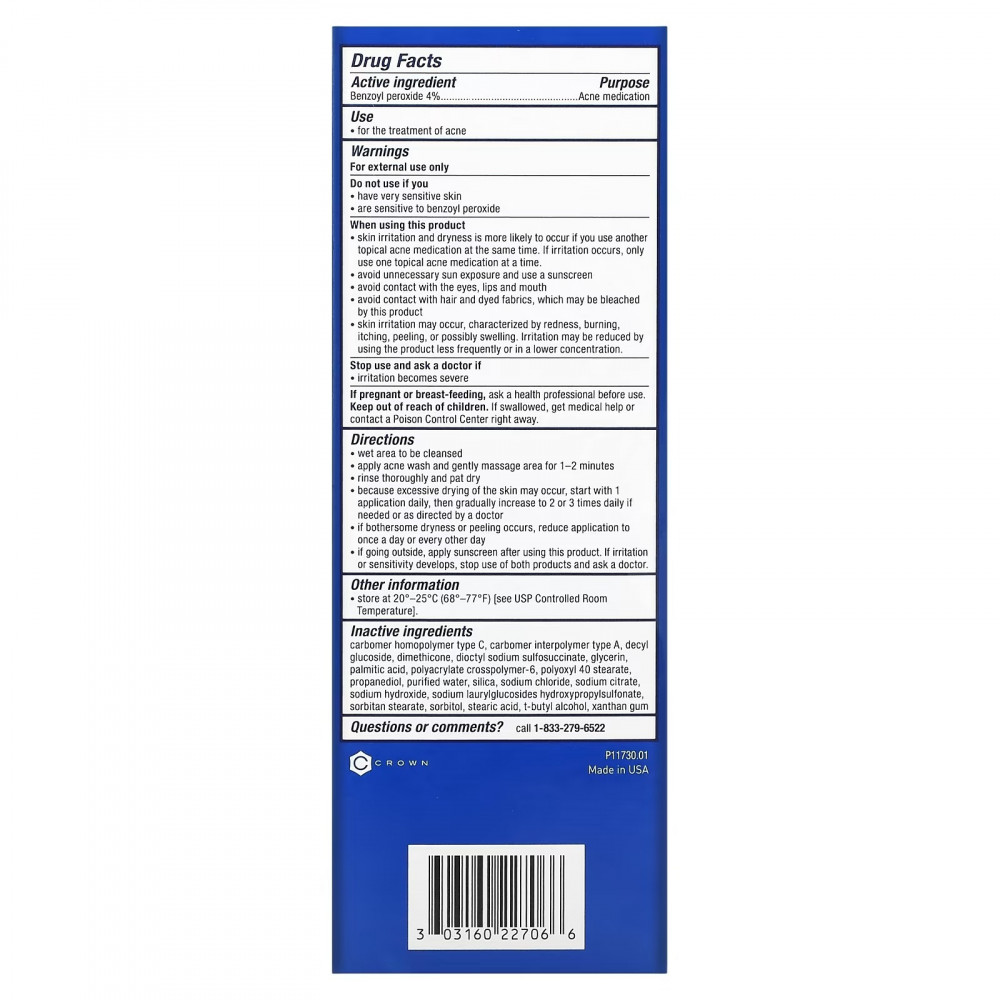 Drug Facts
Active ingredient Purpose
Benzoyl peroxide 4%......................................................Acne medication
Use
• for the treatment of acne
Warnings
For external use only
Do not use if you
• have very sensitive skin
• are sensitive to benzoyl peroxide
When using this product
• skin irritation and dryness is more likely to occur if you use another
topical acne medication at the same time. If irritation occurs, only
use one topical acne medication at a time.
• avoid unnecessary sun exposure and use a sunscreen
• avoid contact with the eyes, lips and mouth
• avoid contact with hair and dyed fabrics, which may be bleached
by this product
• skin irritation may occur, characterized by redness, burning,
itching, peeling, or possibly swelling. Irritation may be reduced by
using the product less frequently or in a lower concentration.
Stop use and ask a doctor if
• irritation becomes severe
If pregnant or breast-feeding, ask a health professional before use.
Keep out of reach of children. If swallowed, get medical help or
contact a Poison Control Center right away.
Directions
• wet area to be cleansed
• apply acne wash and gently massage area for 1–2 minutes
• rinse thoroughly and pat dry
• because excessive drying of the skin may occur, start with 1
application daily, then gradually increase to 2 or 3 times daily if
needed or as directed by a doctor
• if bothersome dryness or peeling occurs, reduce application to
once a day or every other day
• if going outside, apply sunscreen after using this product. If irritation
or sensitivity develops, stop use of both products and ask a doctor.
Other information
• store at 20°–25°C (68°–77°F) [see USP Controlled Room
Temperature].
Inactive ingredients
carbomer homopolymer type C, carbomer interpolymer type A, decyl
glucoside, dimethicone, dioctyl sodium sulfosuccinate, glycerin,
palmitic acid, polyacrylate crosspolymer-6, polyoxyl 40 stearate,
propanediol, purified water, silica, sodium chloride, sodium citrate,
sodium hydroxide, sodium laurylglucosides hydroxypropylsulfonate,
sorbitan stearate, sorbitol, stearic acid, t-butyl alcohol, xanthan gum
Questions or comments? call 1-833-279-6522
C CROWN
P11730.01
Made in USA
3 03160 22706 6